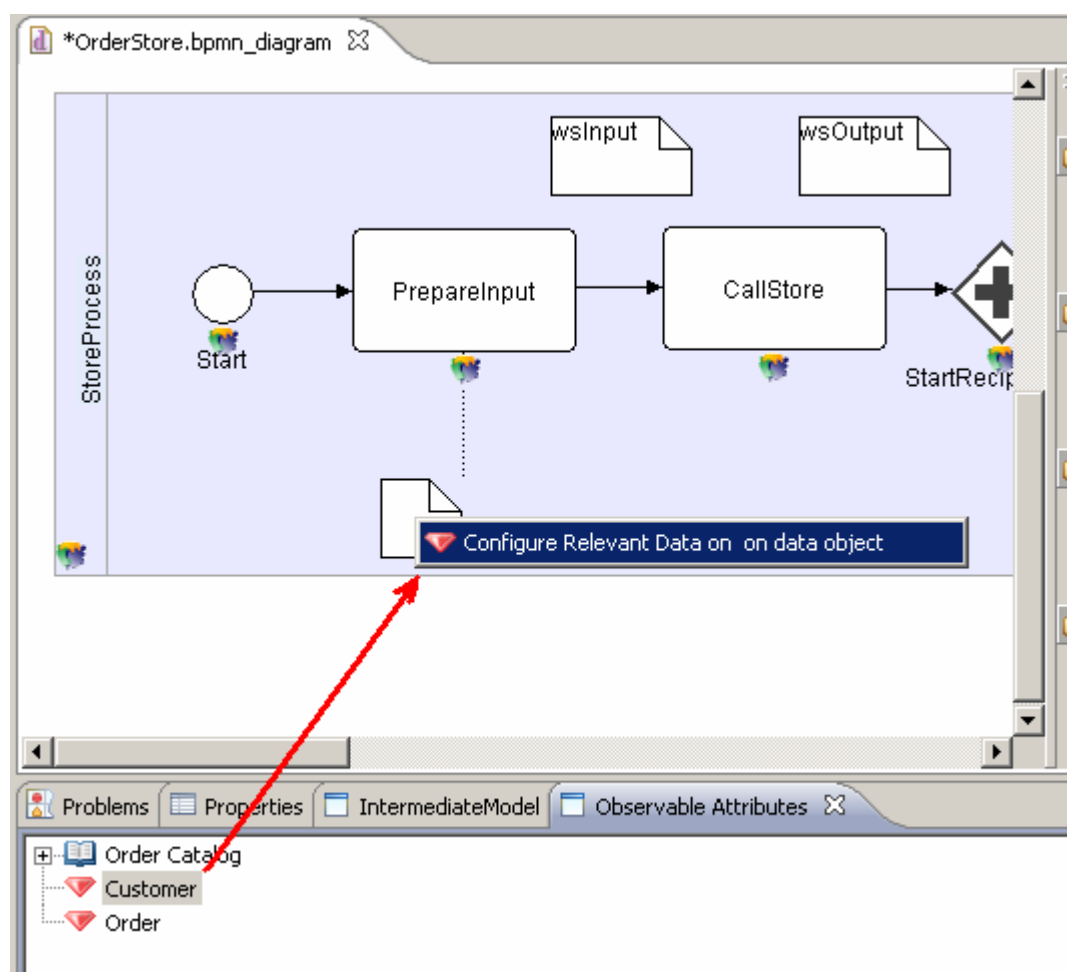 *OrderStore.bpmn_diagram
wsInput
wsOutput
StoreProcess
PrepareInput
CallStore
Start
StartRecip
Configure Relevant Data on  on data object
Problems
Properties
IntermediateModel
Observable Attributes
Order Catalog
Customer
Order